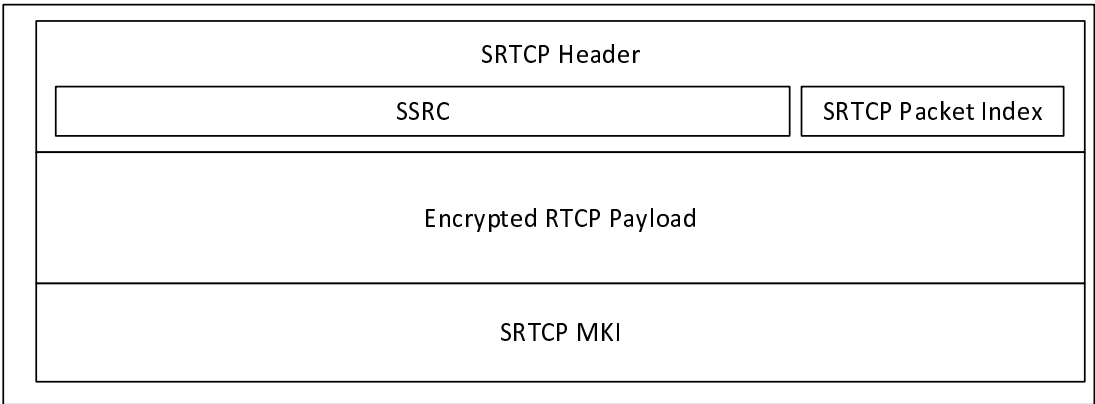 SRTCP Header
SSRC
SRTCP Packet Index
Encrypted RTCP Payload
SRTCP MKI